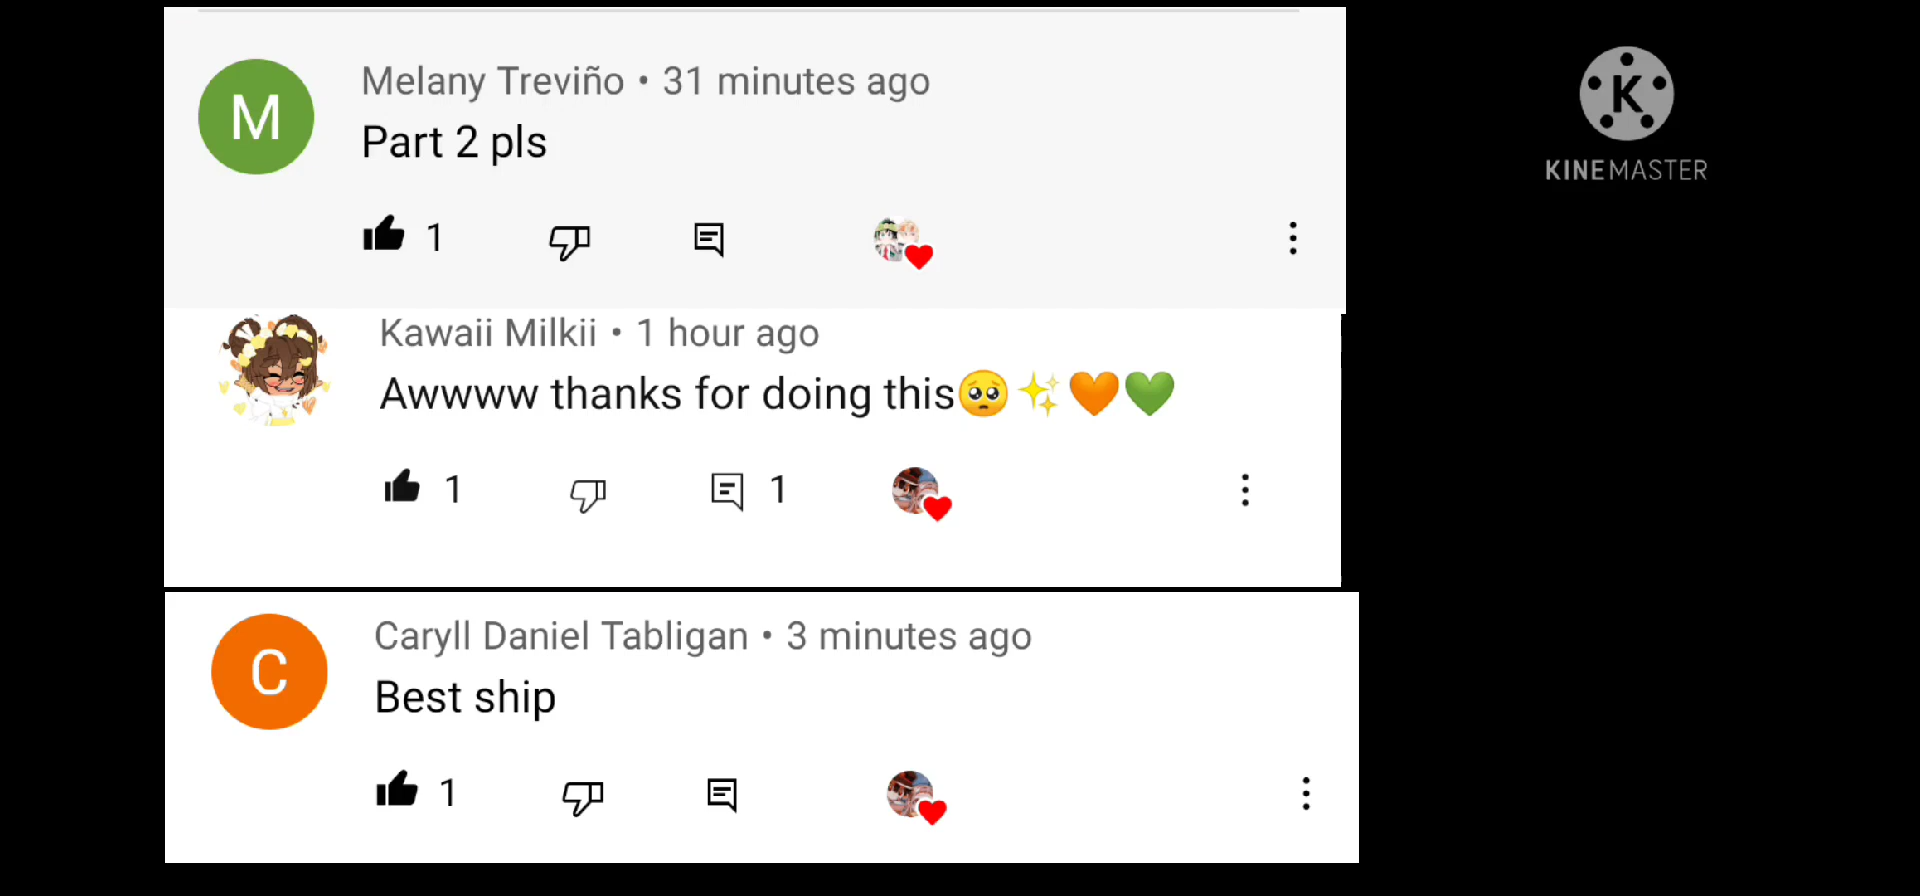 M
Melany Treviño • 31 minutes ago
Part 2 pls
1
Kawaii Milkii • 1 hour ago
Awwww thanks for doing this🥺✨🧡💚
1 1
C
Caryll Daniel Tabligan • 3 minutes ago
Best ship
1
K
KINEMASTER